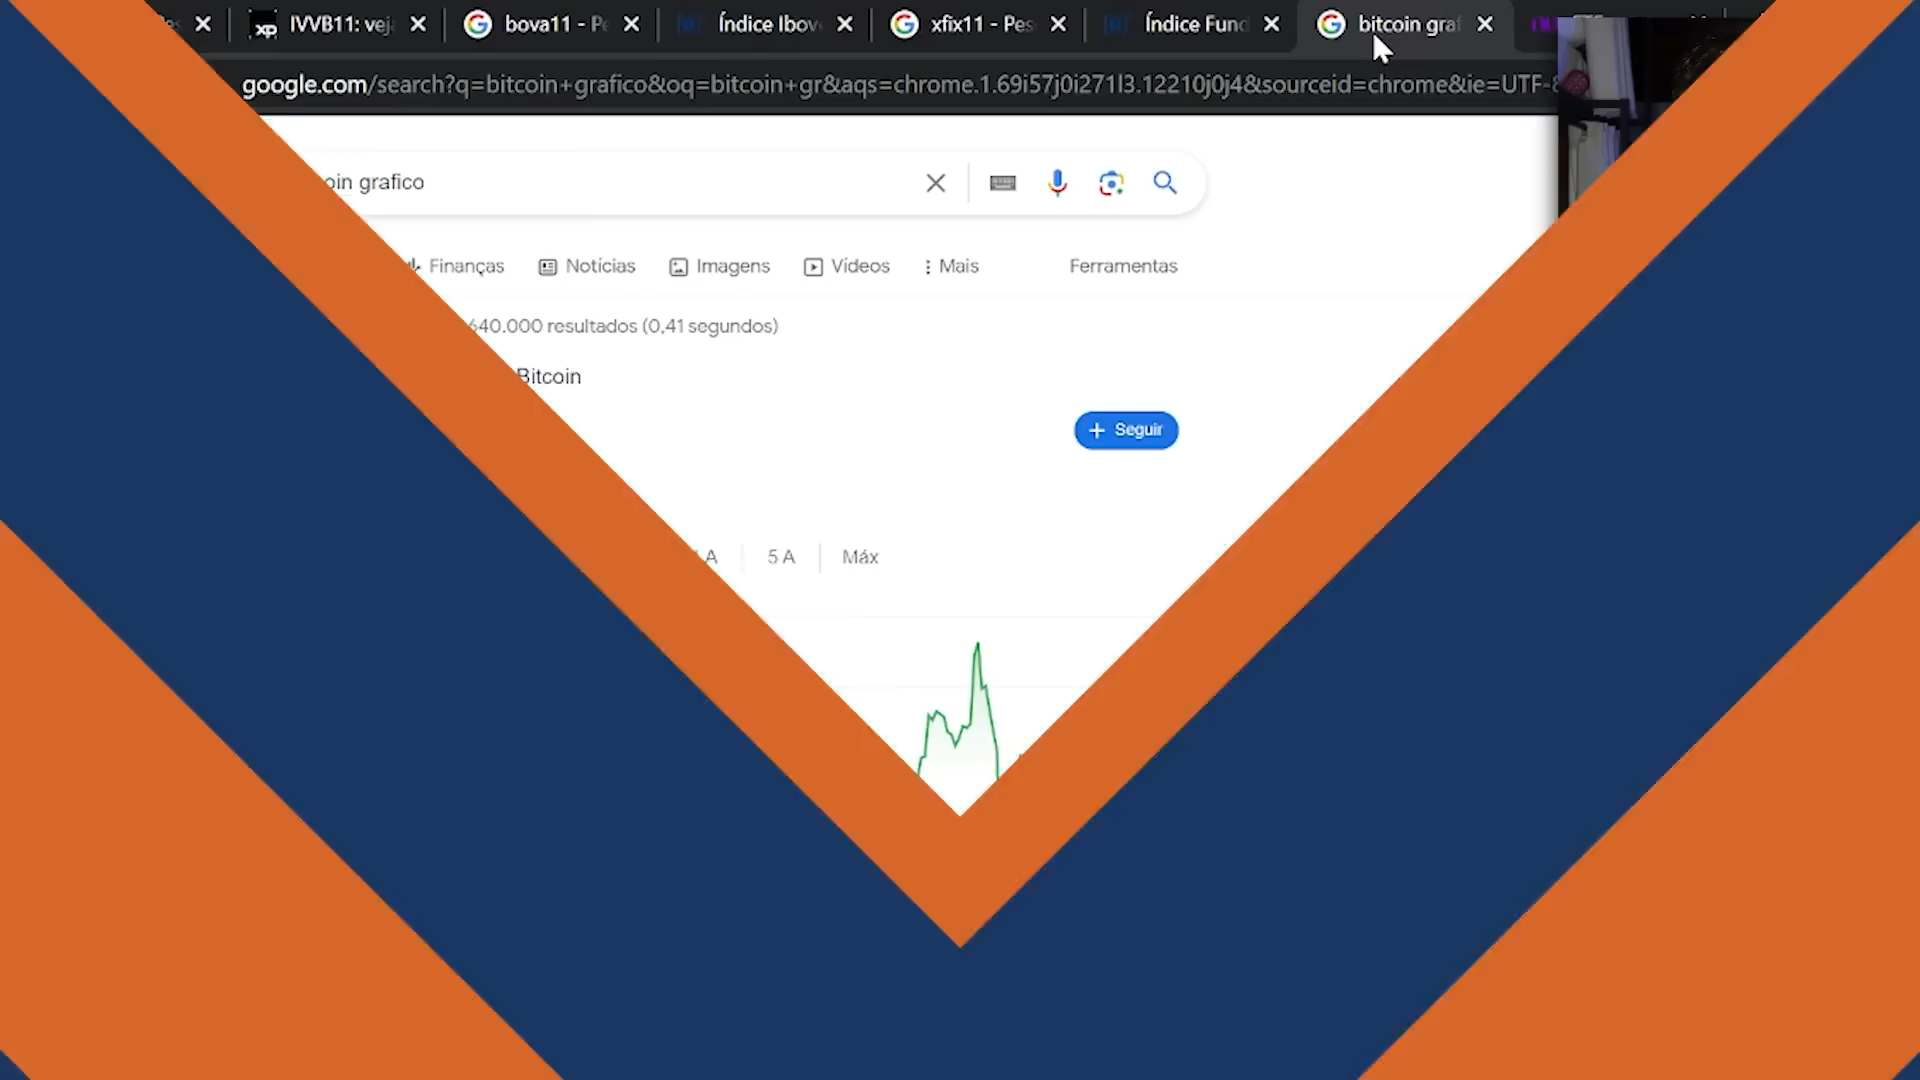 IVVB11: vej
bova11 - Pe
Índice Ibov
xfix11 - Pes
Índice Fund
bitcoin graf
google.com/search?q=bitcoin+grafico&oq=bitcoin+gr&aqs=chrome.1.69i57j0i271l3.12210j0j4&sourceid=chrome&ie=UTF-8
oin grafico
Finanças
Notícias
Imagens
Vídeos
Mais
Ferramentas
640.000 resultados (0,41 segundos)
Bitcoin
+ Seguir
A
5 A
Máx